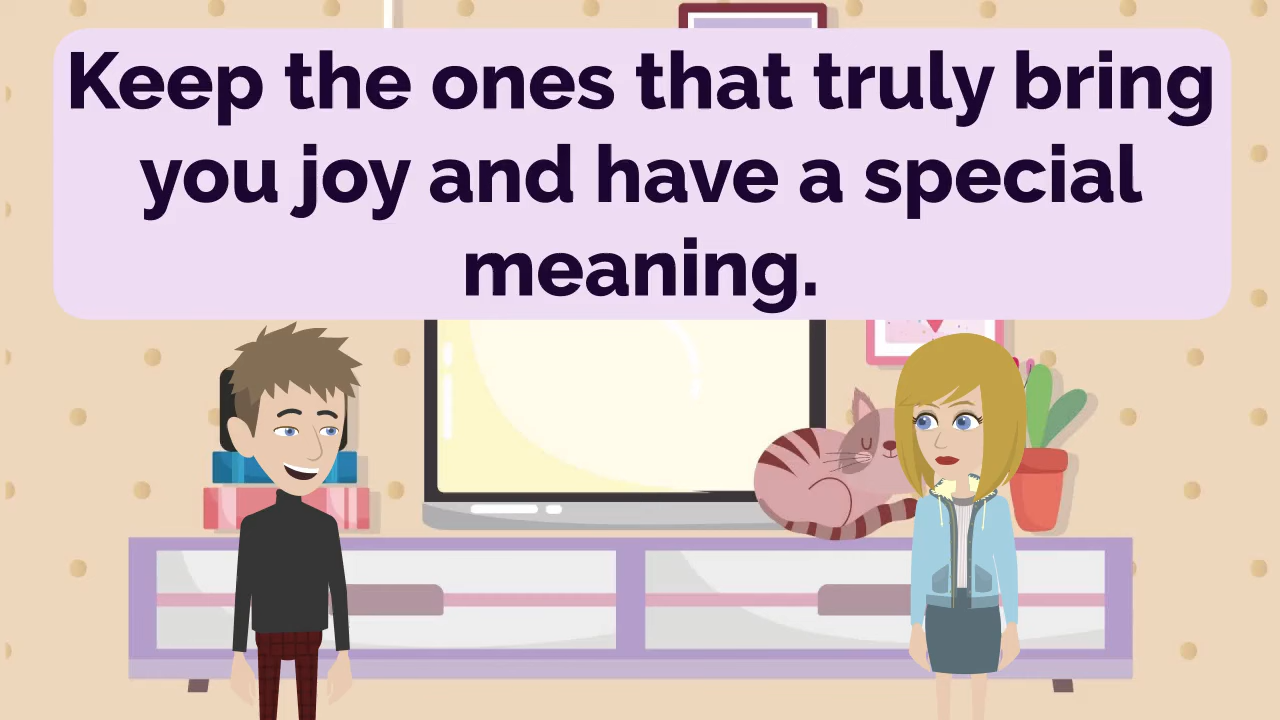 Keep the ones that truly bring
you joy and have a special
meaning.